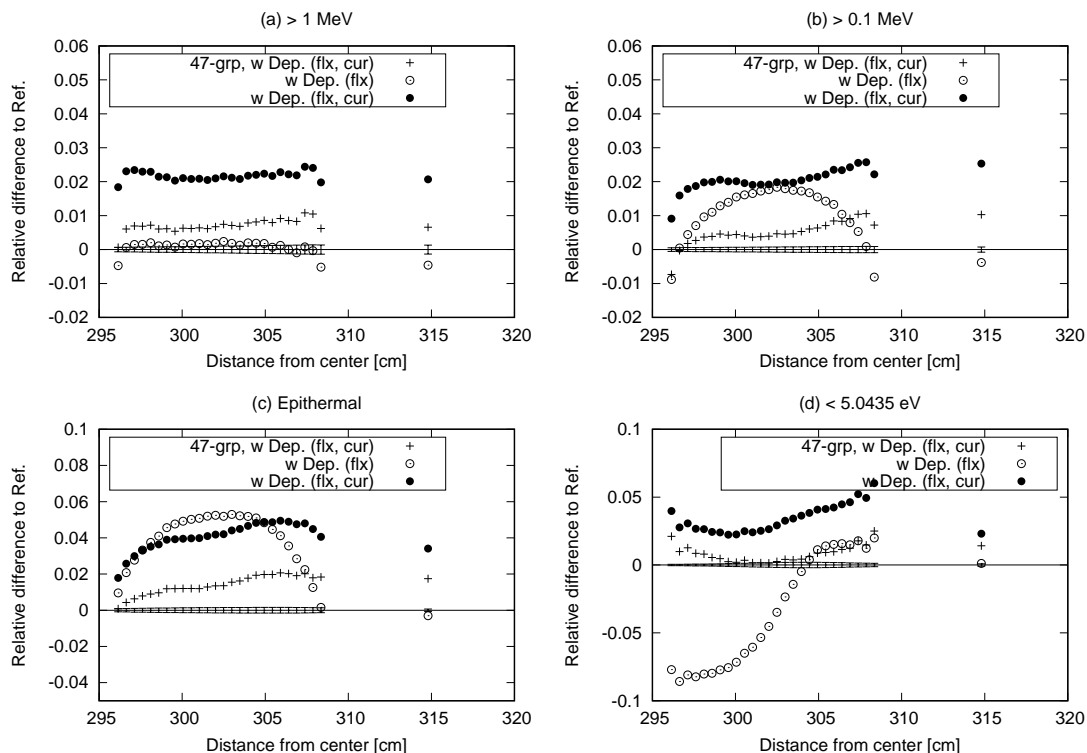 (a) > 1 MeV
0.06
0.05
0.04
0.03
0.02
0.01
0
-0.01
-0.02
295 300 305 310 315 320
Relative difference to Ref.
Distance from center [cm]
47-grp, w Dep. (flx, cur)
w Dep. (flx)
w Dep. (flx, cur)
(b) > 0.1 MeV
0.06
0.05
0.04
0.03
0.02
0.01
0
-0.01
-0.02
295 300 305 310 315 320
Relative difference to Ref.
Distance from center [cm]
47-grp, w Dep. (flx, cur)
w Dep. (flx)
w Dep. (flx, cur)
(c) Epithermal
0.1
0.08
0.06
0.04
0.02
0
-0.02
-0.04
295 300 305 310 315 320
Relative difference to Ref.
Distance from center [cm]
47-grp, w Dep. (flx, cur)
w Dep. (flx)
w Dep. (flx, cur)
(d) < 5.0435 eV
0.1
0.05
0
-0.05
-0.1
295 300 305 310 315 320
Relative difference to Ref.
Distance from center [cm]
47-grp, w Dep. (flx, cur)
w Dep. (flx)
w Dep. (flx, cur)